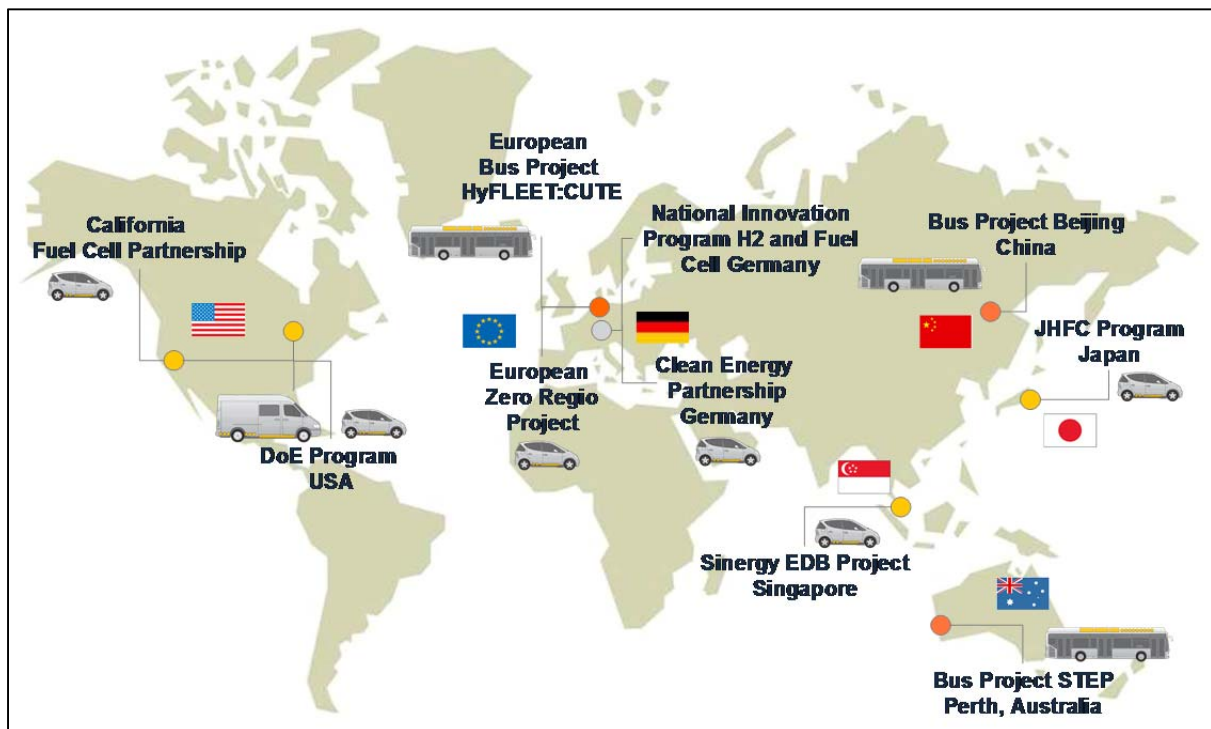 European
Bus Project
HyFLEET:CUTE
National Innovation
Program H2 and Fuel
Cell Germany
Bus Project Beijing
China
California
Fuel Cell Partnership
JHFC Program
Japan
European
Zero Regio
Project
Clean Energy
Partnership
Germany
DoE Program
USA
Sinergy EDB Project
Singapore
Bus Project STEP
Perth, Australia